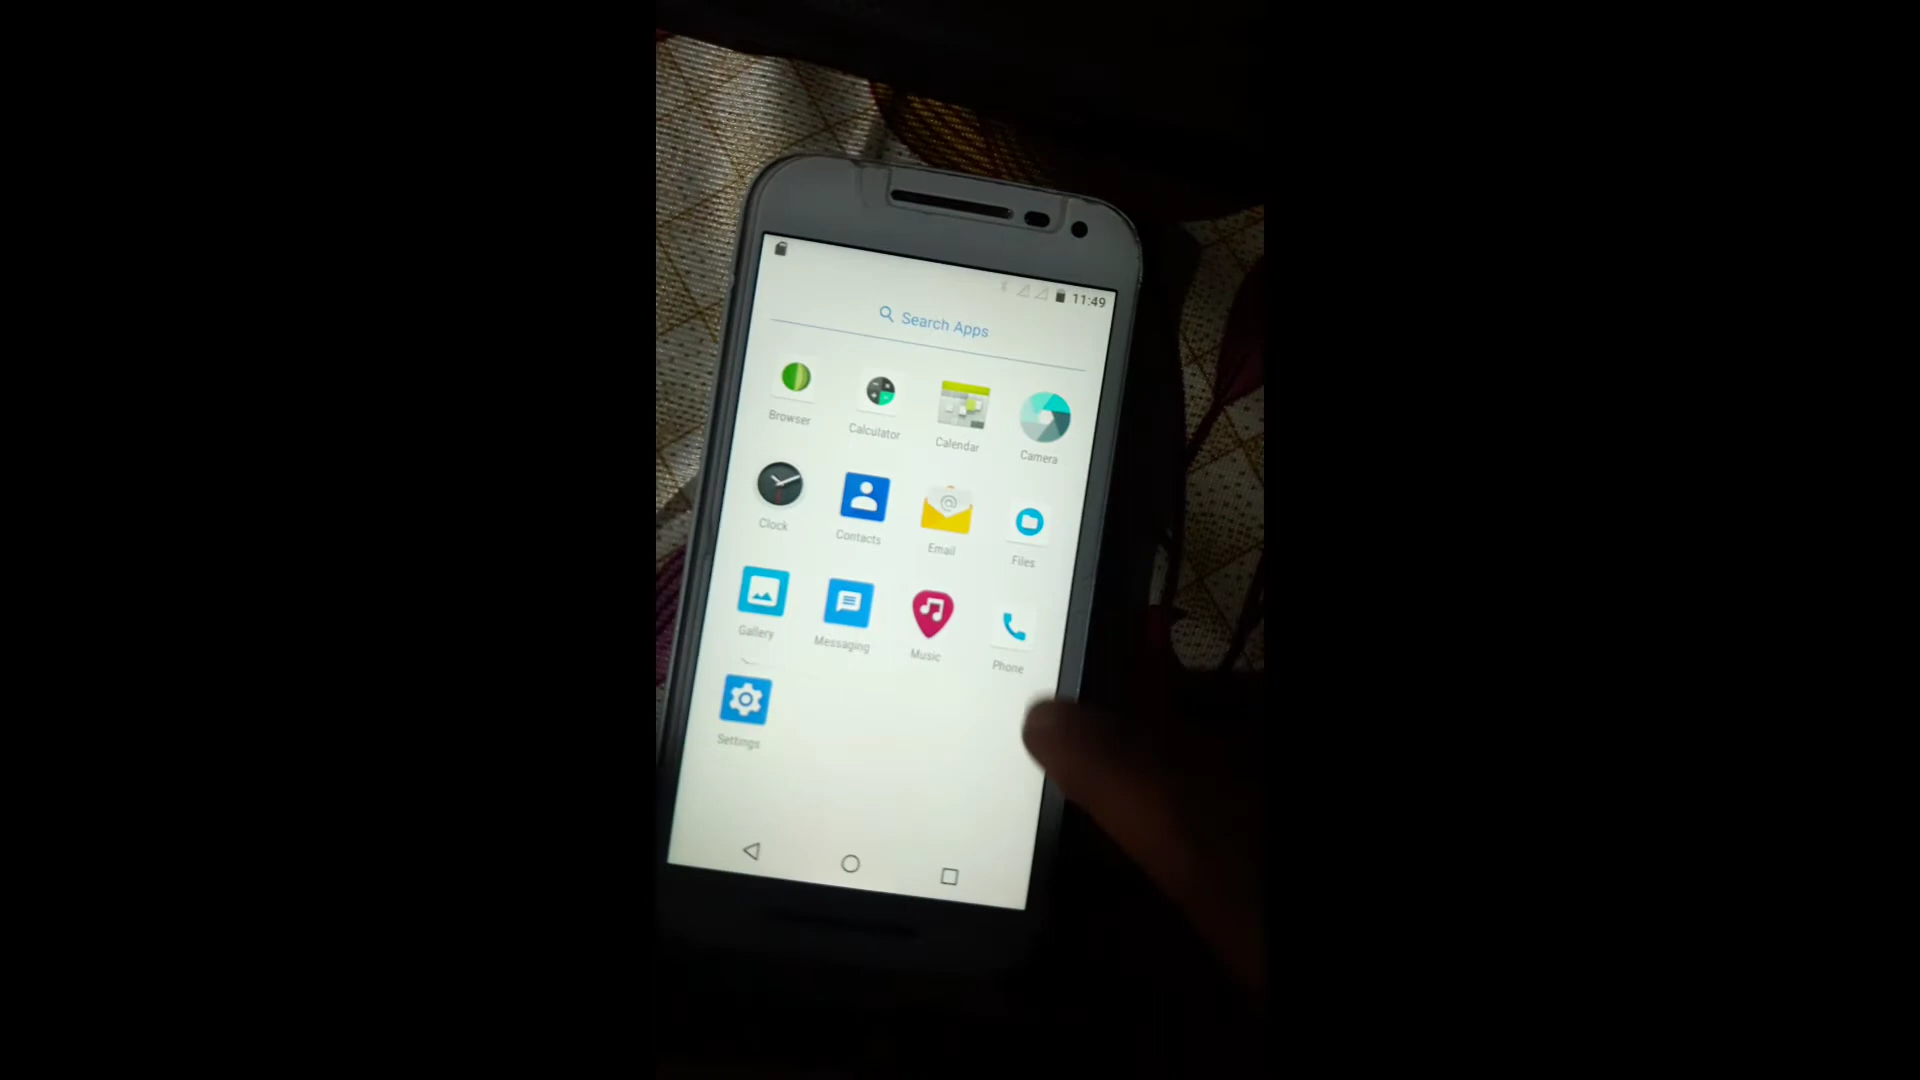 11:49
Search Apps
Browser Calculator Calendar Camera
Clock Contacts Email Files
Gallery Messaging Music Phone
Settings